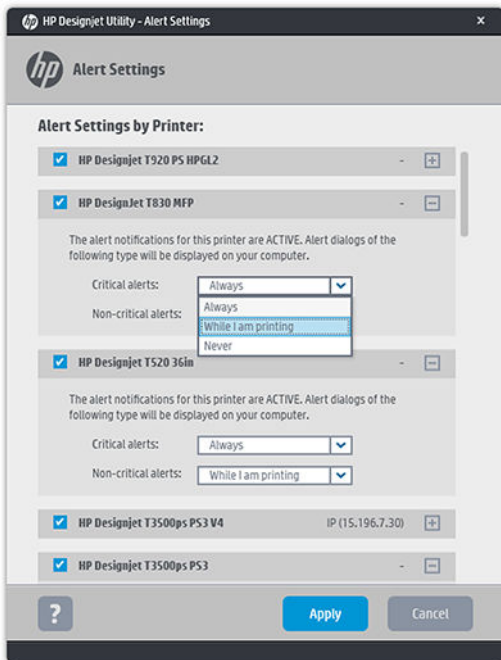 HP Designjet Utility - Alert Settings x
hp Alert Settings
Alert Settings by Printer:
HP Designjet T920 PS HPGL2 - +
HP DesignJet T830 MFP - -
The alert notifications for this printer are ACTIVE. Alert dialogs of the
following type will be displayed on your computer.
Critical alerts: Always
Always
Non-critical alerts:
While I am printing
Never
HP Designjet T520 36in - -
The alert notifications for this printer are ACTIVE. Alert dialogs of the
following type will be displayed on your computer.
Critical alerts: Always
Non-critical alerts: While I am printing
HP Designjet T3500ps PS3 V4 IP (15.196.7.30) +
HP Designjet T3500ps PS3 - -
? Apply Cancel